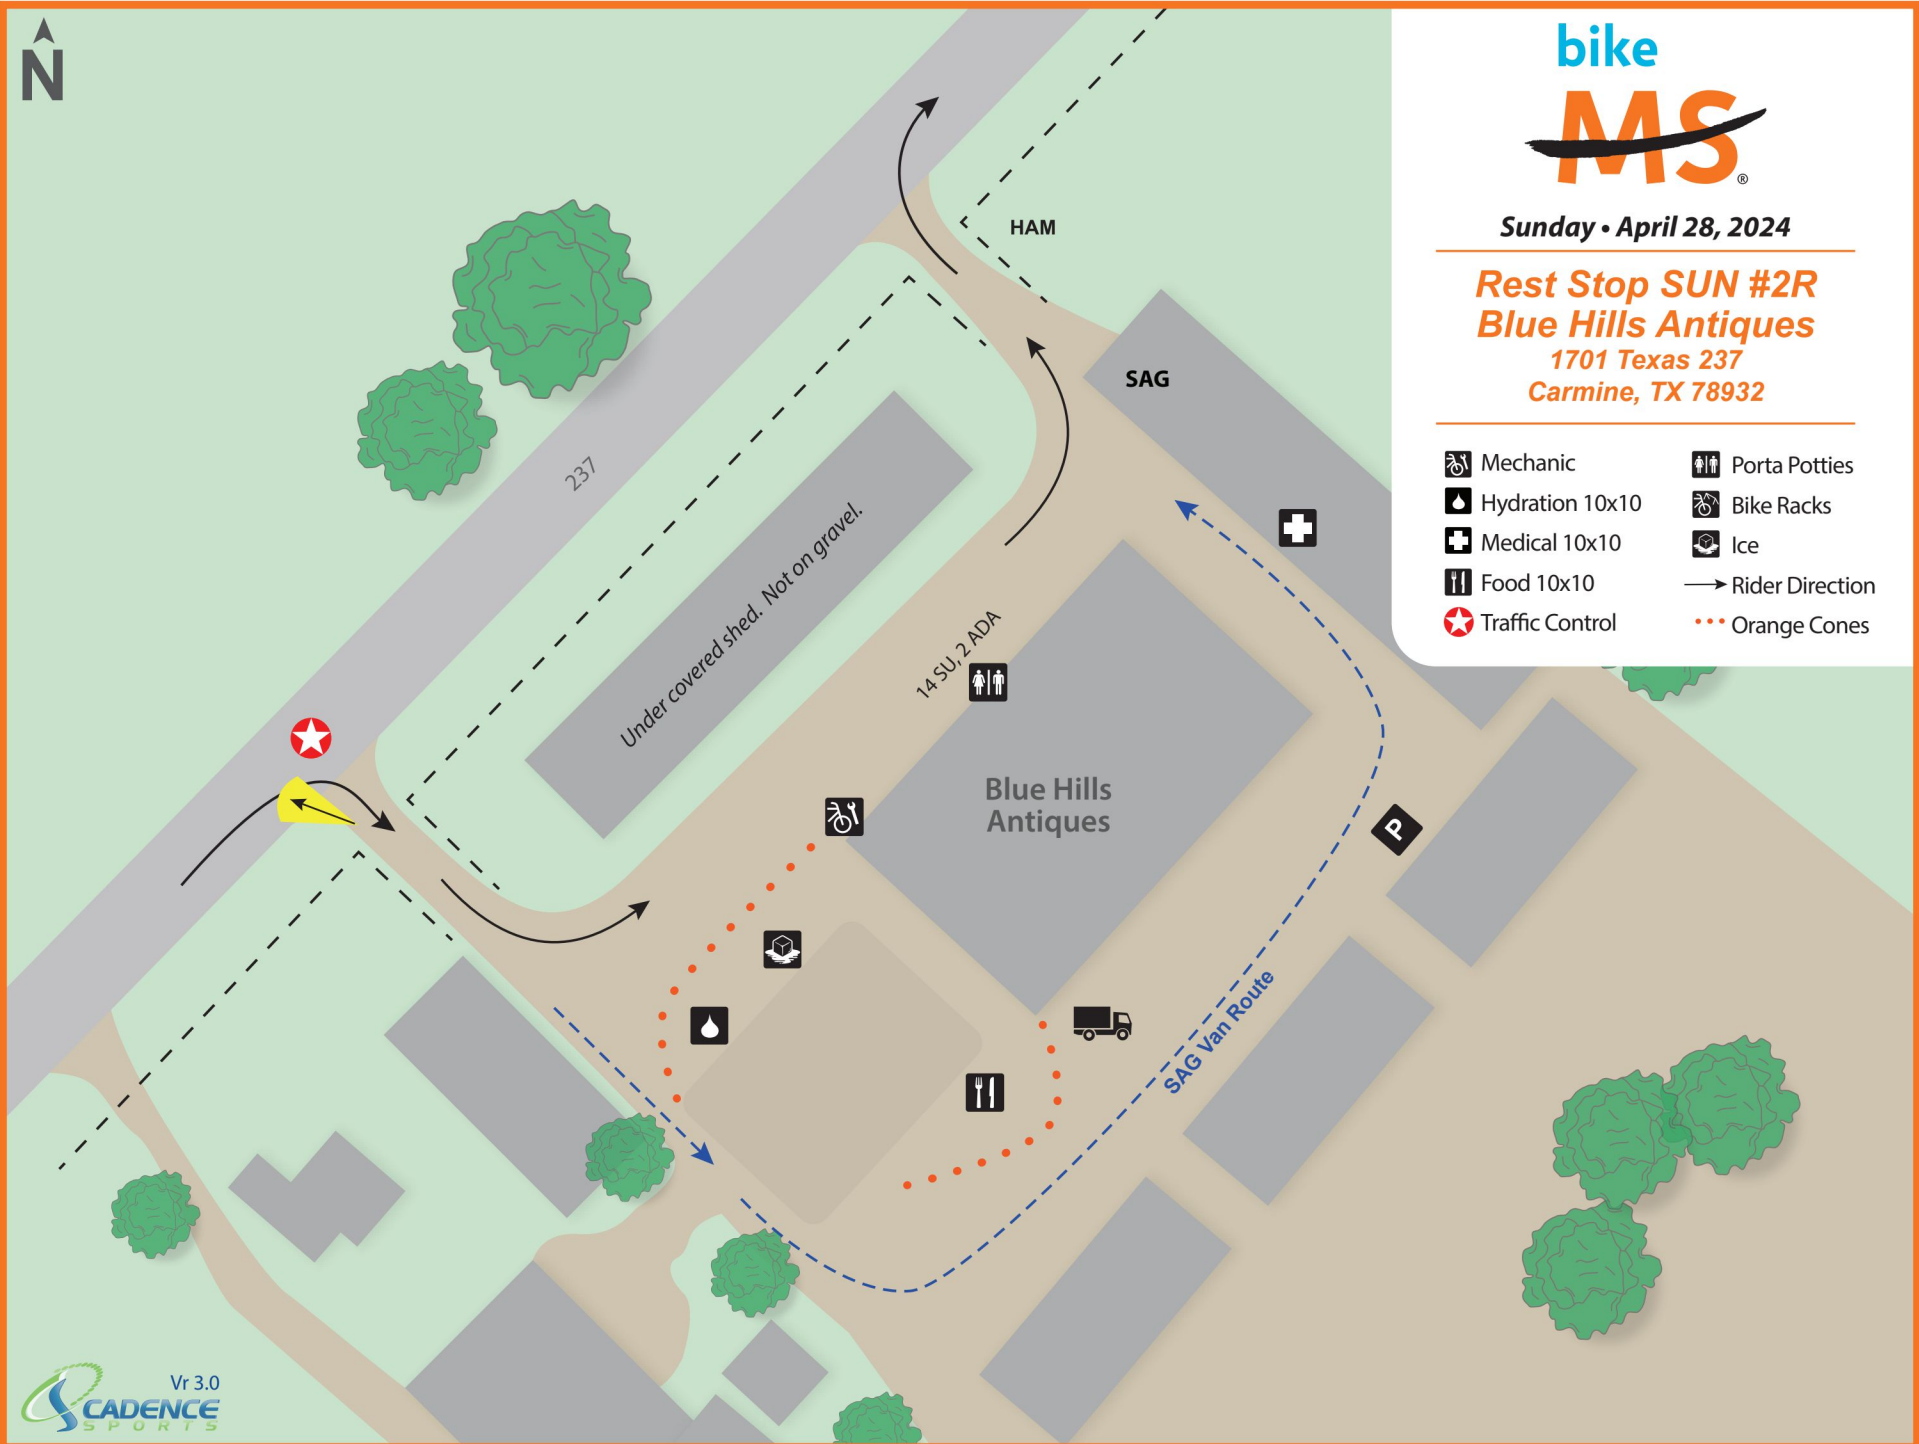 N
bike
MS®
Sunday • April 28, 2024
Rest Stop SUN #2R
Blue Hills Antiques
1701 Texas 237
Carmine, TX 78932
Mechanic
Hydration 10x10
Medical 10x10
Food 10x10
Traffic Control
Porta Potties
Bike Racks
Ice
Rider Direction
Orange Cones
HAM
SAG
237
Under covered shed. Not on gravel.
14 SU, 2 ADA
Blue Hills
Antiques
P
SAG Van Route
Vr 3.0
CADENCE
SPORTS